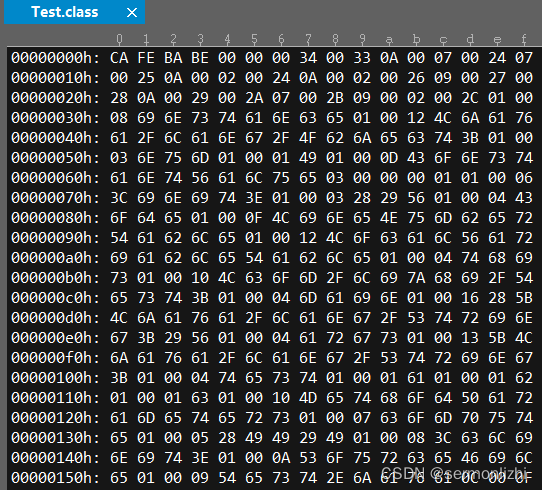 Test.class ×
0 1 2 3 4 5 6 7 8 9 a b c d e f
00000000h: CA FE BA BE 00 00 00 34 00 33 0A 00 07 00 24 07
00000010h: 00 25 0A 00 02 00 24 0A 00 02 00 26 09 00 27 00
00000020h: 28 0A 00 29 00 2A 07 00 2B 09 00 02 00 2C 01 00
00000030h: 08 69 6E 73 74 61 6E 63 65 01 00 12 4C 6A 61 76
00000040h: 61 2F 6C 61 6E 67 2F 4F 62 6A 65 63 74 3B 01 00
00000050h: 03 6E 75 6D 01 00 01 49 01 00 0D 43 6F 6E 73 74
00000060h: 61 6E 74 56 61 6C 75 65 03 00 00 00 01 01 00 06
00000070h: 3C 69 6E 69 74 3E 01 00 03 28 29 56 01 00 04 43
00000080h: 6F 64 65 01 00 0F 4C 69 6E 65 4E 75 6D 62 65 72
00000090h: 54 61 62 6C 65 01 00 12 4C 6F 63 61 6C 56 61 72
000000a0h: 69 61 62 6C 65 54 61 62 6C 65 01 00 04 74 68 69
000000b0h: 73 01 00 10 4C 63 6F 6D 2F 6C 69 7A 68 69 2F 54
000000c0h: 65 73 74 3B 01 00 04 6D 61 69 6E 01 00 16 28 5B
000000d0h: 4C 6A 61 76 61 2F 6C 61 6E 67 2F 53 74 72 69 6E
000000e0h: 67 3B 29 56 01 00 04 61 72 67 73 01 00 13 5B 4C
000000f0h: 6A 61 76 61 2F 6C 61 6E 67 2F 53 74 72 69 6E 67
00000100h: 3B 01 00 04 74 65 73 74 01 00 01 61 01 00 01 62
00000110h: 01 00 01 63 01 00 10 4D 65 74 68 6F 64 50 61 72
00000120h: 61 6D 65 74 65 72 73 01 00 07 63 6F 6D 70 75 74
00000130h: 65 01 00 05 28 49 49 29 49 01 00 08 3C 63 6C 69
00000140h: 6E 69 74 3E 01 00 0A 53 6F 75 72 63 65 46 69 6C
00000150h: 65 01 00 09 54 65 73 74 2E 6A 61 76 61 0C 00 0F
CSDN @sermonlizhi